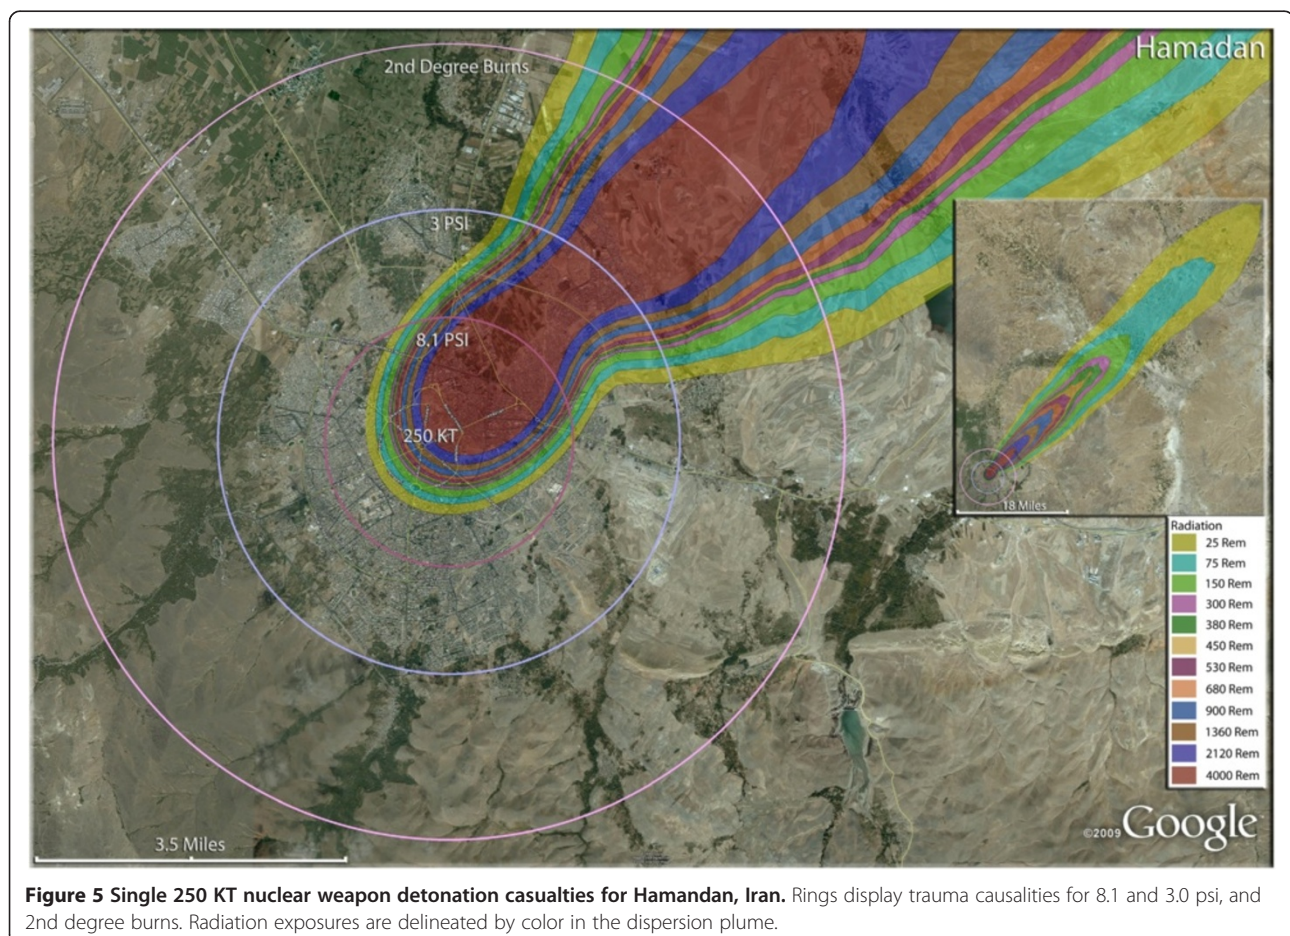 Hamadan
2nd Degree Burns
3 PSI
8.1 PSI
250 KT
18 Miles
Radiation
25 Rem
75 Rem
150 Rem
300 Rem
380 Rem
450 Rem
530 Rem
680 Rem
900 Rem
1360 Rem
2120 Rem
4000 Rem
3.5 Miles
©2009 Google
Figure 5 Single 250 KT nuclear weapon detonation casualties for Hamandan, Iran. Rings display trauma causalities for 8.1 and 3.0 psi, and
2nd degree burns. Radiation exposures are delineated by color in the dispersion plume.